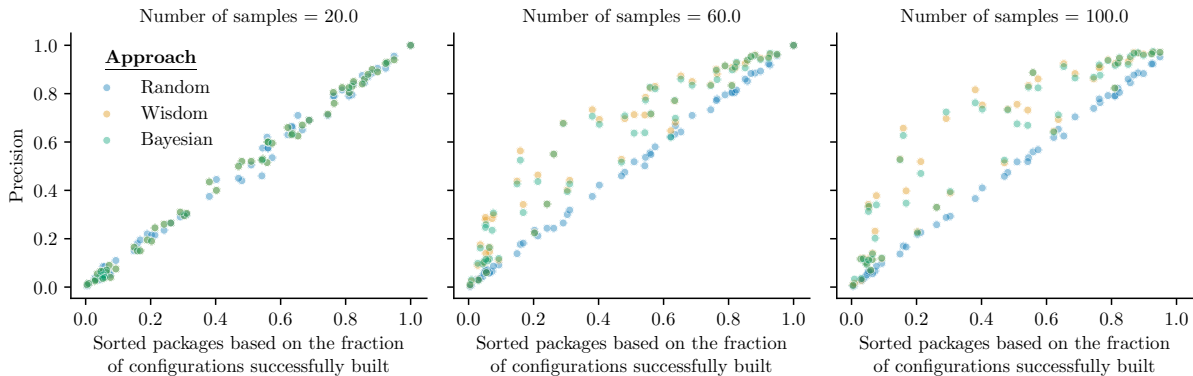 Number of samples = 20.0
Number of samples = 60.0
Number of samples = 100.0
Precision
1.0
0.8
0.6
0.4
0.2
0.0
Approach
Random
Wisdom
Bayesian
0.0 0.2 0.4 0.6 0.8 1.0
0.0 0.2 0.4 0.6 0.8 1.0
0.0 0.2 0.4 0.6 0.8 1.0
Sorted packages based on the fraction
of configurations successfully built
Sorted packages based on the fraction
of configurations successfully built
Sorted packages based on the fraction
of configurations successfully built